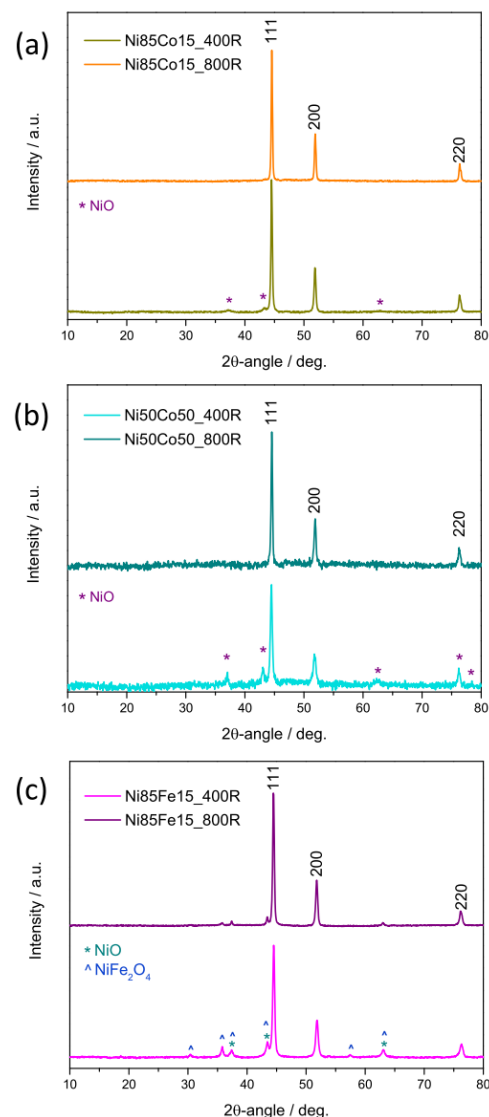 (a)
Ni85Co15_400R
Ni85Co15_800R
111
200
220
* NiO
* * *
Intensity / a.u.
10 20 30 40 50 60 70 80
2θ-angle / deg.
(b)
Ni50Co50_400R
Ni50Co50_800R
111
200
220
* NiO
* * * * *
Intensity / a.u.
10 20 30 40 50 60 70 80
2θ-angle / deg.
(c)
Ni85Fe15_400R
Ni85Fe15_800R
111
200
220
* NiO
^ NiFe₂O₄
^ ^ ^ ^ ^ ^
* * *
Intensity / a.u.
10 20 30 40 50 60 70 80
2θ-angle / deg.